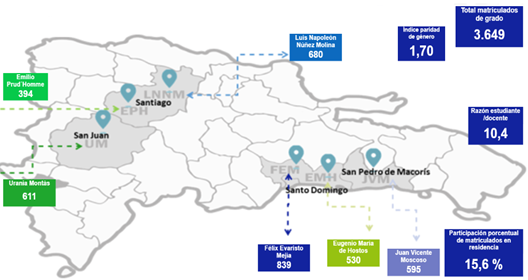 Total matriculados
de grado
3.649
Índice paridad
de género
1,70
Luis Napoleón
Núñez Molina
680
Emilio
Prud Homme
394
LNNM
Santiago
EPH
San Juan
UM
Razón estudiante
/docente
10,4
Urania Montás
611
FEM
EMH
San Pedro de Macorís
JVM
Santo Domingo
Félix Evaristo
Mejía
839
Eugenio María
de Hostos
530
Juan Vicente
Moscoso
595
Participación porcentual
de matriculados en
residencia
15,6 %